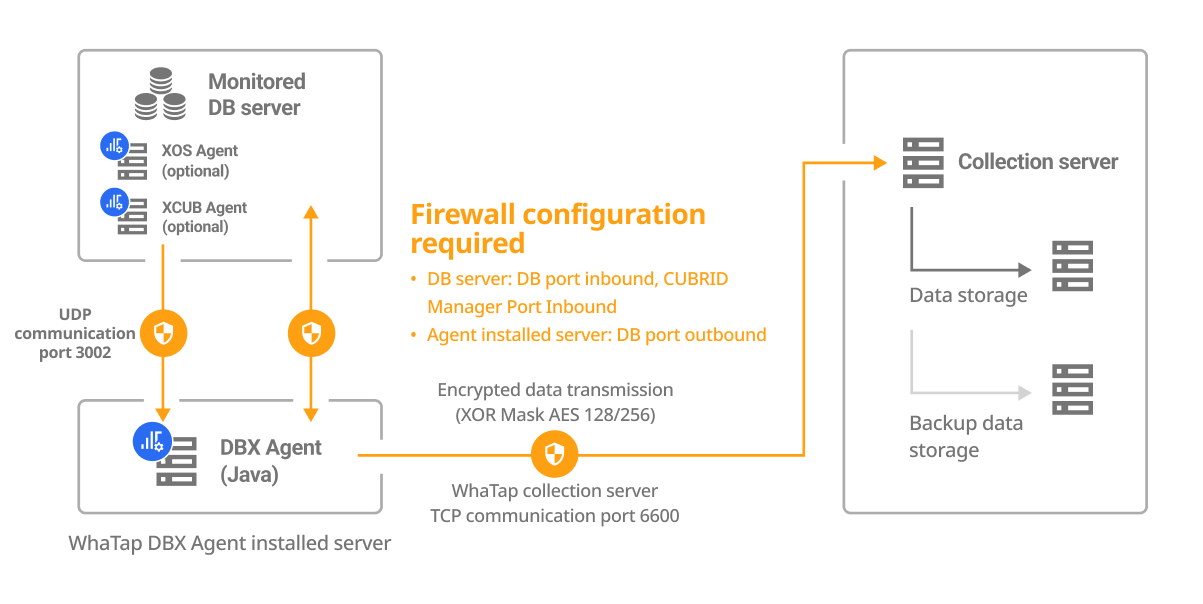 Monitored
DB server
XOS Agent
(optional)
XCUB Agent
(optional)
UDP
communication
port 3002
Firewall configuration
required
• DB server: DB port inbound, CUBRID
Manager Port Inbound
• Agent installed server: DB port outbound
Encrypted data transmission
(XOR Mask AES 128/256)
WhaTap collection server
TCP communication port 6600
DBX Agent
(Java)
WhaTap DBX Agent installed server
Collection server
Data storage
Backup data
storage